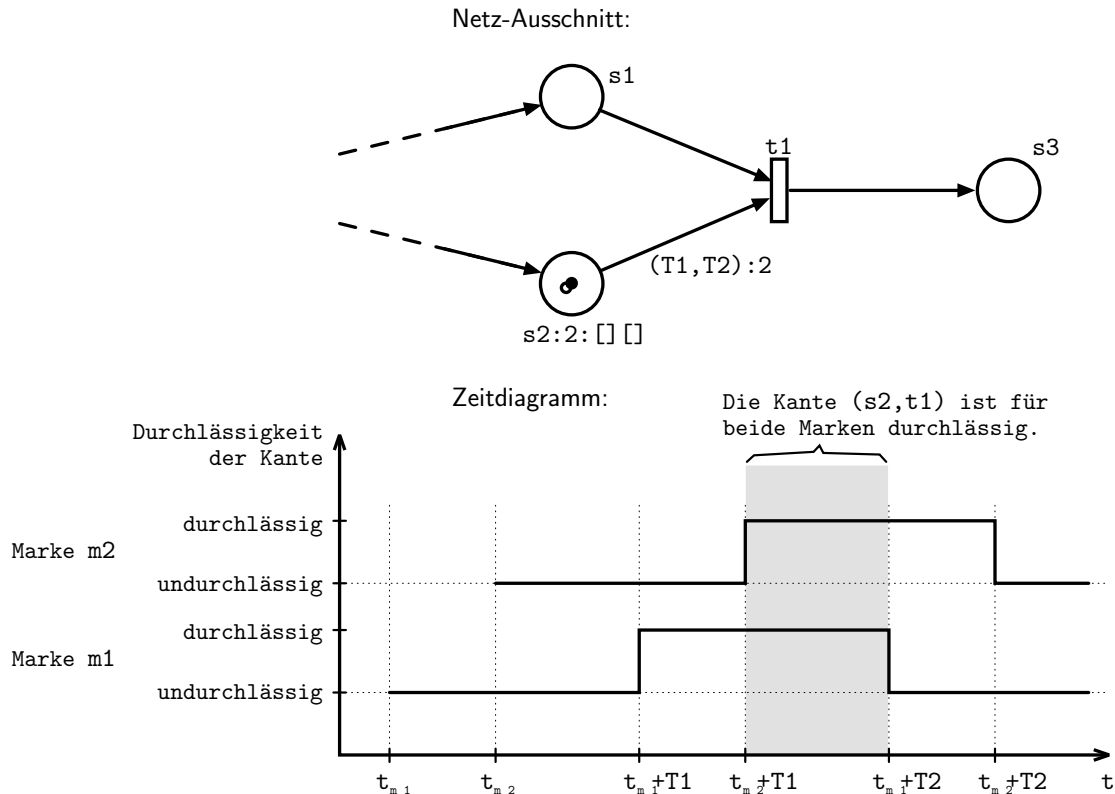 Netz-Ausschnitt:
s1
t1
s3
(T1,T2):2
s2:2:[][]
Zeitdiagramm:
Die Kante (s2,t1) ist für
beide Marken durchlässig.
Durchlässigkeit
der Kante
durchlässig
Marke m2
undurchlässig
durchlässig
Marke m1
undurchlässig
t_m1 t_m2 t_m1+T1 t_m2+T1 t_m1+T2 t_m2+T2 t